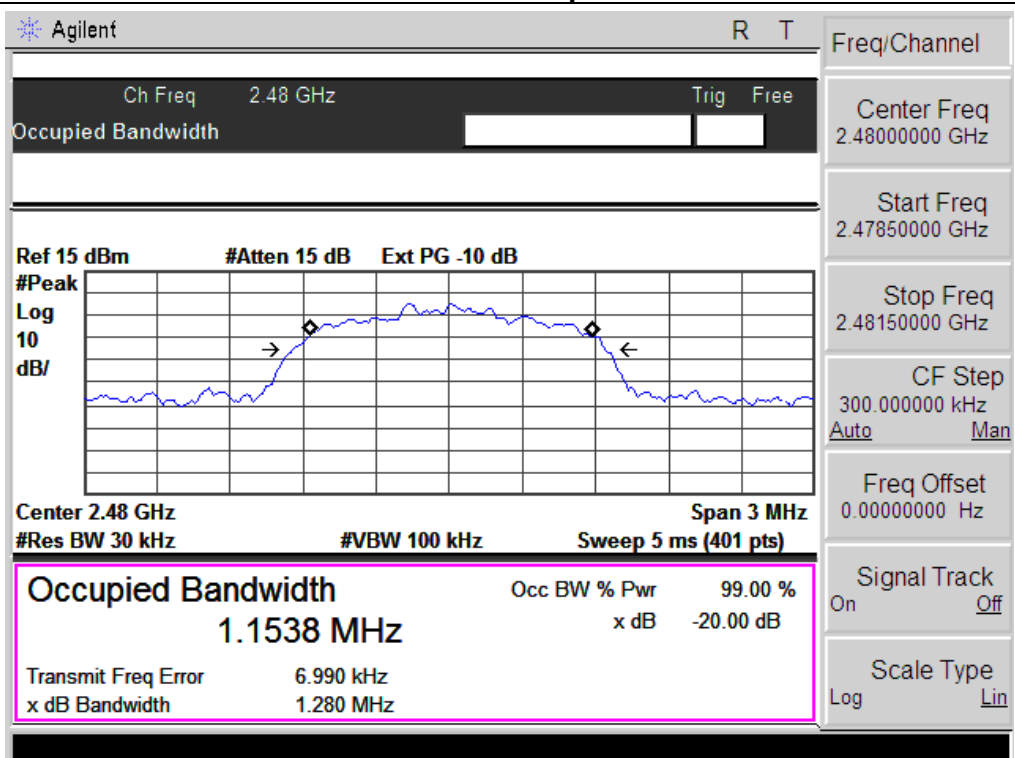 Agilent R T
Ch Freq 2.48 GHz Trig Free
Occupied Bandwidth
Ref 15 dBm #Atten 15 dB Ext PG -10 dB
#Peak
Log
10
dB/
Center 2.48 GHz Span 3 MHz
#Res BW 30 kHz #VBW 100 kHz Sweep 5 ms (401 pts)
Occupied Bandwidth Occ BW % Pwr 99.00 %
1.1538 MHz x dB -20.00 dB
Transmit Freq Error 6.990 kHz
x dB Bandwidth 1.280 MHz
Freq/Channel
Center Freq
2.48000000 GHz
Start Freq
2.47850000 GHz
Stop Freq
2.48150000 GHz
CF Step
300.000000 kHz
Auto Man
Freq Offset
0.00000000 Hz
Signal Track
On Off
Scale Type
Log Lin